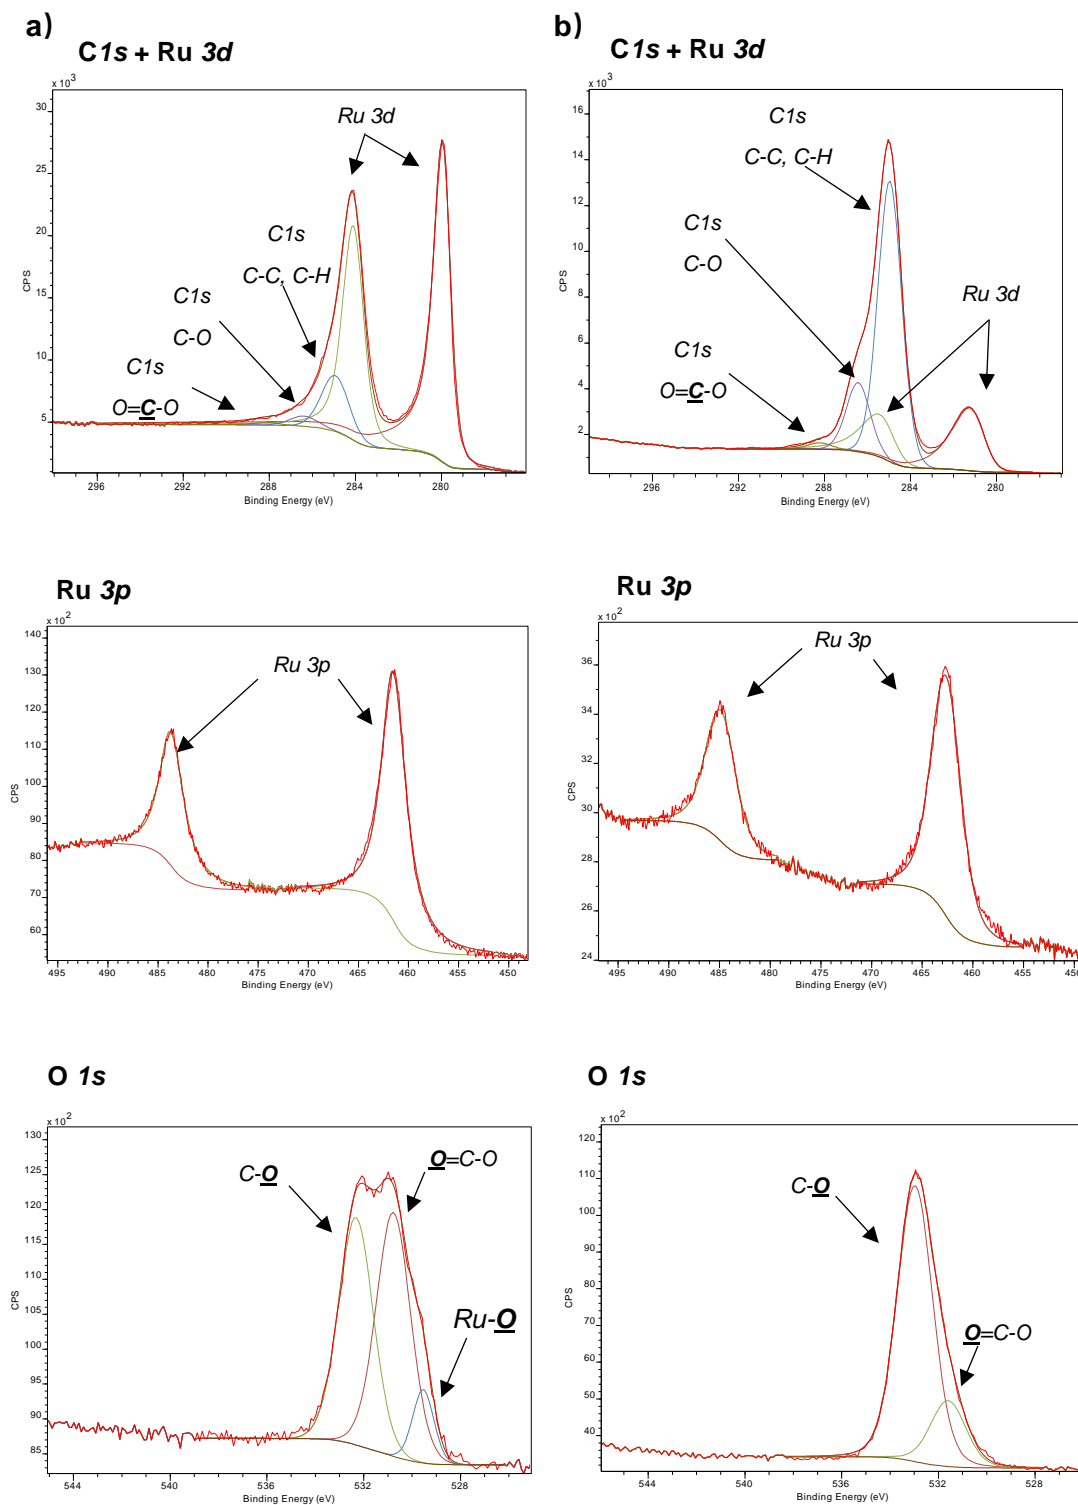 a)
C1s + Ru 3d
x 10³
30
25
20
15
10
5
CPS
Ru 3d
C1s
C-C, C-H
C1s
C-O
C1s
O=C-O
296
292
288
284
280
Binding Energy (eV)
b)
C1s + Ru 3d
x 10³
16
14
12
10
8
6
4
2
CPS
C1s
C-C, C-H
C1s
C-O
Ru 3d
C1s
O=C-O
296
292
288
284
280
Binding Energy (eV)
Ru 3p
x 10²
140
130
110
100
90
80
70
60
CPS
Ru 3p
495
490
485
480
475
470
465
460
455
450
Binding Energy (eV)
Ru 3p
x 10²
36
34
32
30
28
26
24
CPS
Ru 3p
495
490
485
480
475
470
465
460
455
Binding Energy (eV)
O 1s
x 10²
130
125
120
115
110
105
100
95
90
85
CPS
C-O
O=C-O
Ru-O
544
540
536
532
528
Binding Energy (eV)
O 1s
x 10²
120
110
100
80
70
60
50
40
CPS
C-O
O=C-O
544
540
536
532
528
Binding Energy (eV)